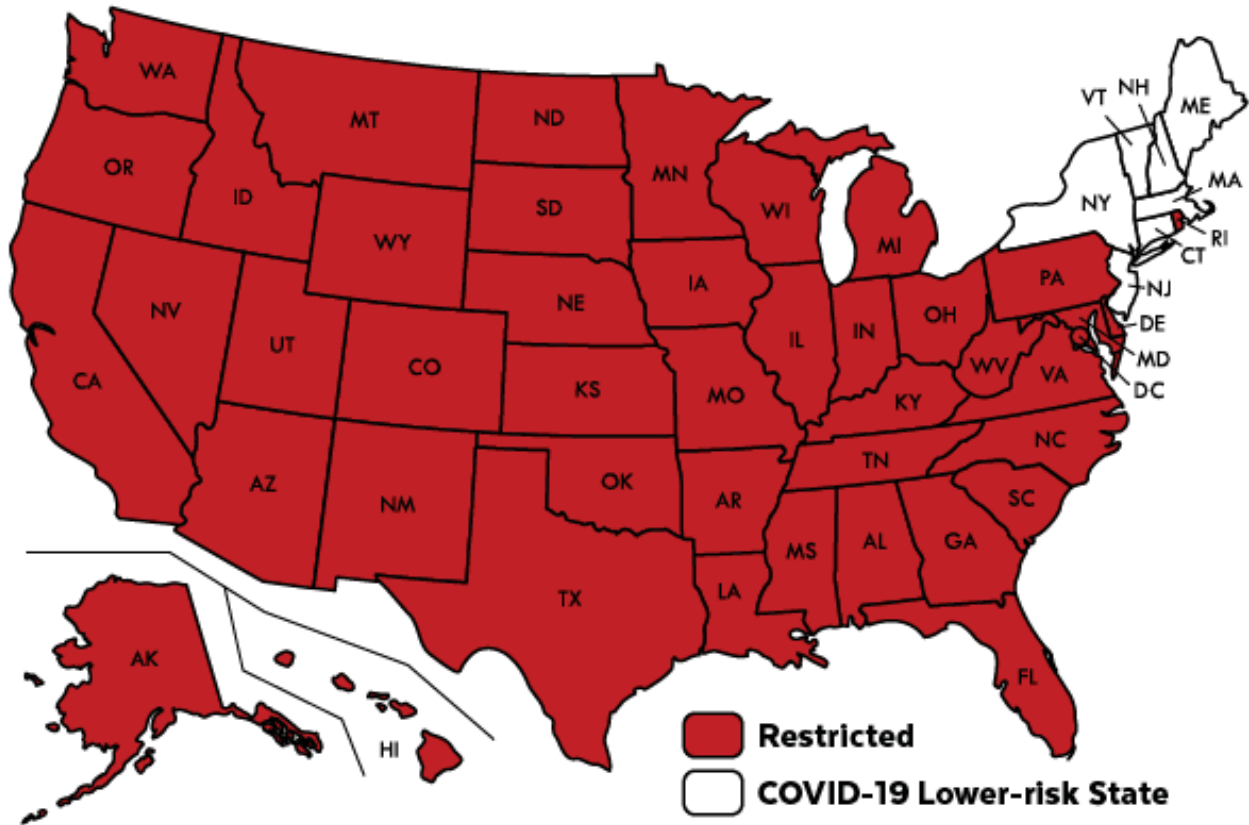 WA
MT
ND
MN
VT
NH
ME
OR
ID
SD
WI
MI
NY
MA
WY
RI
CT
IA
PA
NJ
NV
NE
OH
DE
UT
IL
IN
MD
CA
CO
KS
MO
WV
VA
DC
KY
NC
AZ
NM
OK
AR
TN
SC
MS
AL
GA
TX
LA
AK
FL
HI
Restricted
COVID-19 Lower-risk State